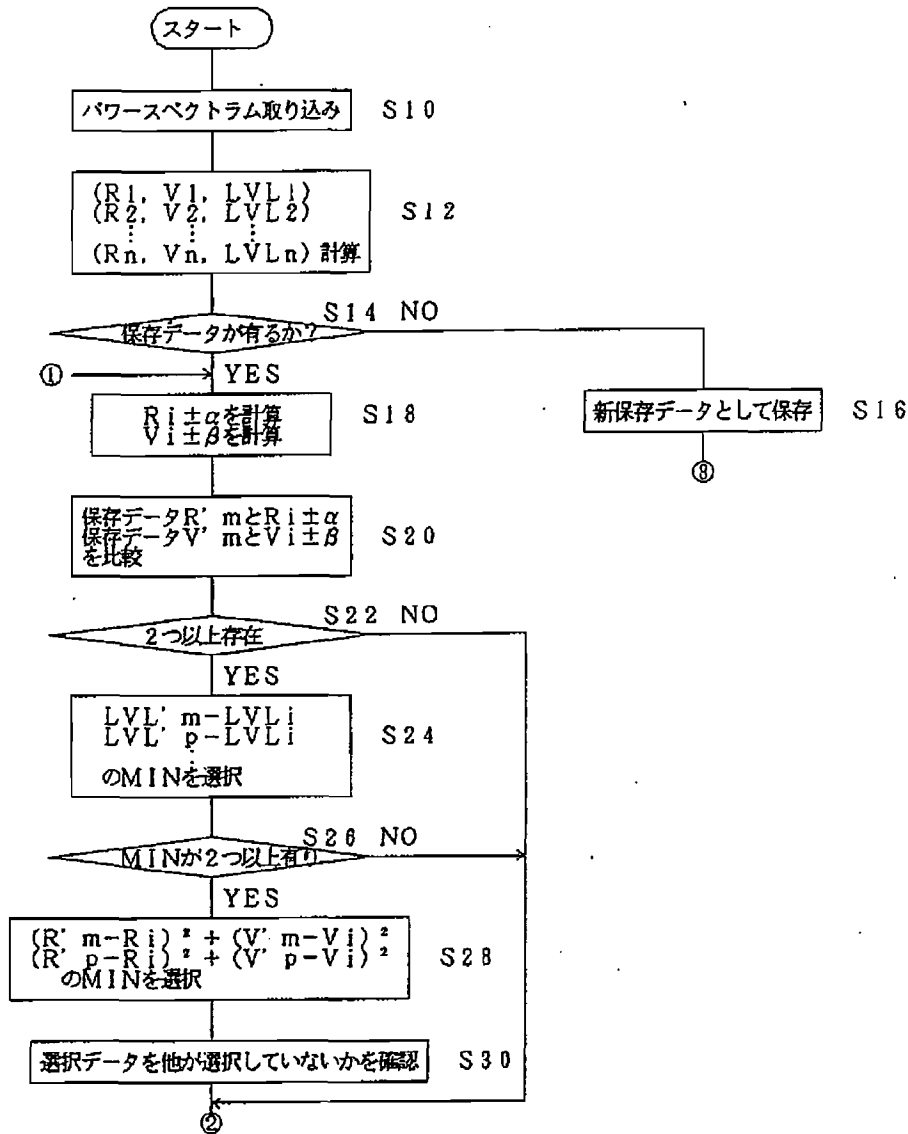 スタート
パワースペクトラム取り込み S10
(R1, V1, LVL1)
(R2, V2, LVL2) S12
⋮ ⋮ ⋮
(Rn, Vn, LVLn) 計算
S14 NO
保存データが有るか?
① YES
Ri±αを計算 S18
Vi±βを計算
新保存データとして保存 S16
⑧
保存データR'mとRi±α
保存データV'mとVi±β S20
を比較
S22 NO
2つ以上存在
YES
LVL'm-LVLi
LVL'p-LVLi S24
⋮
のMINを選択
S26 NO
MINが2つ以上有り
YES
(R'm-Ri)²+(V'm-Vi)²
(R'p-Ri)²+(V'p-Vi)² S28
のMINを選択
選択データを他が選択していないかを確認 S30
②